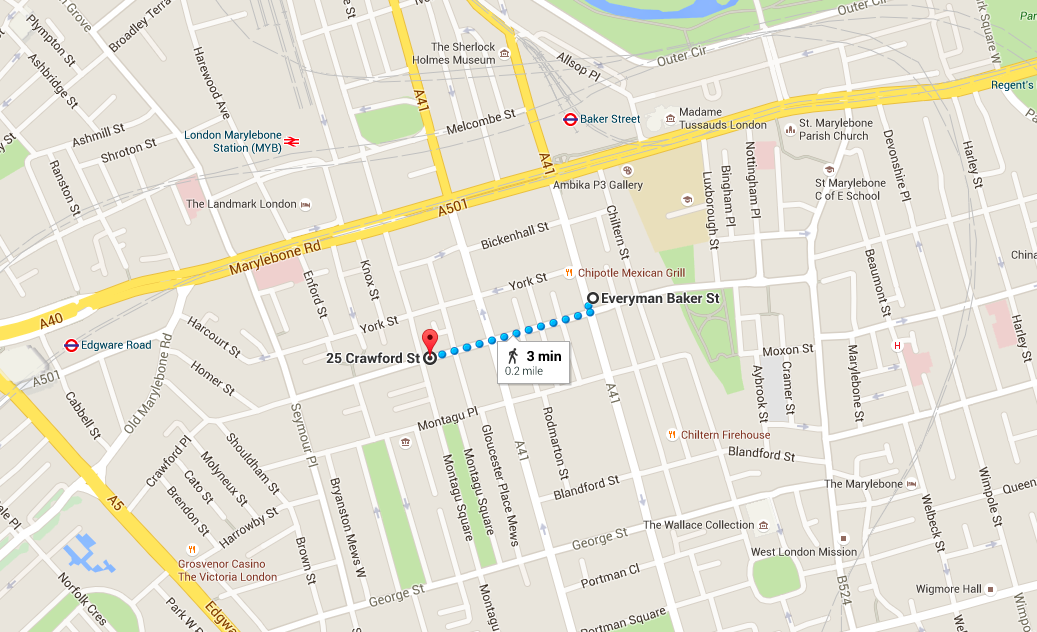 Broadley Terra
Outer Cir
Plympton St
Ashbridge St
Harewood Ave
The Sherlock
Holmes Museum
Allsop Pl
Outer Cir
Park Square W
Regent's
A41
Melcombe St
Baker Street
Madame
Tussauds London
St. Marylebone
Parish Church
London Marylebone
Station (MYB)
Ashmill St
Shroton St
Ranston St
A41
Ambika P3 Gallery
Nottingham Pl
Bingham Pl
Luxborough St
Devonshire Pl
Harley St
St Marylebone
C of E School
The Landmark London
A501
Marylebone Rd
Bickenhall St
Chiltern St
Knox St
Enford St
York St
Chipotle Mexican Grill
Everyman Baker St
Beaumont St
China
A40
York St
Edgware Road
Harcourt St
Old Marylebone Rd
25 Crawford St
3 min
0.2 mile
Moxon St
Harley St
H
A501
Homer St
A41
Aybrook St
Cramer St
Marylebone St
Cabbell St
Seymour Pl
Montagu Pl
Rodmarton St
Chiltern Firehouse
Blandford St
Crawford Pl
Shouldham St
Molyneux St
Cato St
Brendon St
Harrowby St
A41
Gloucester Place Mews
Montagu Square
Montagu Square
Blandford St
The Marylebone
Wimpole St
Queen
A5
Bryanston Mews W
Brown St
George St
The Wallace Collection
West London Mission
Welbeck St
Grosvenor Casino
The Victoria London
Norfolk Cres
Park W P
Edgwa
George St
Montagu
Portman Cl
Portman Square
B524
Wigmore Hall
Wimpole